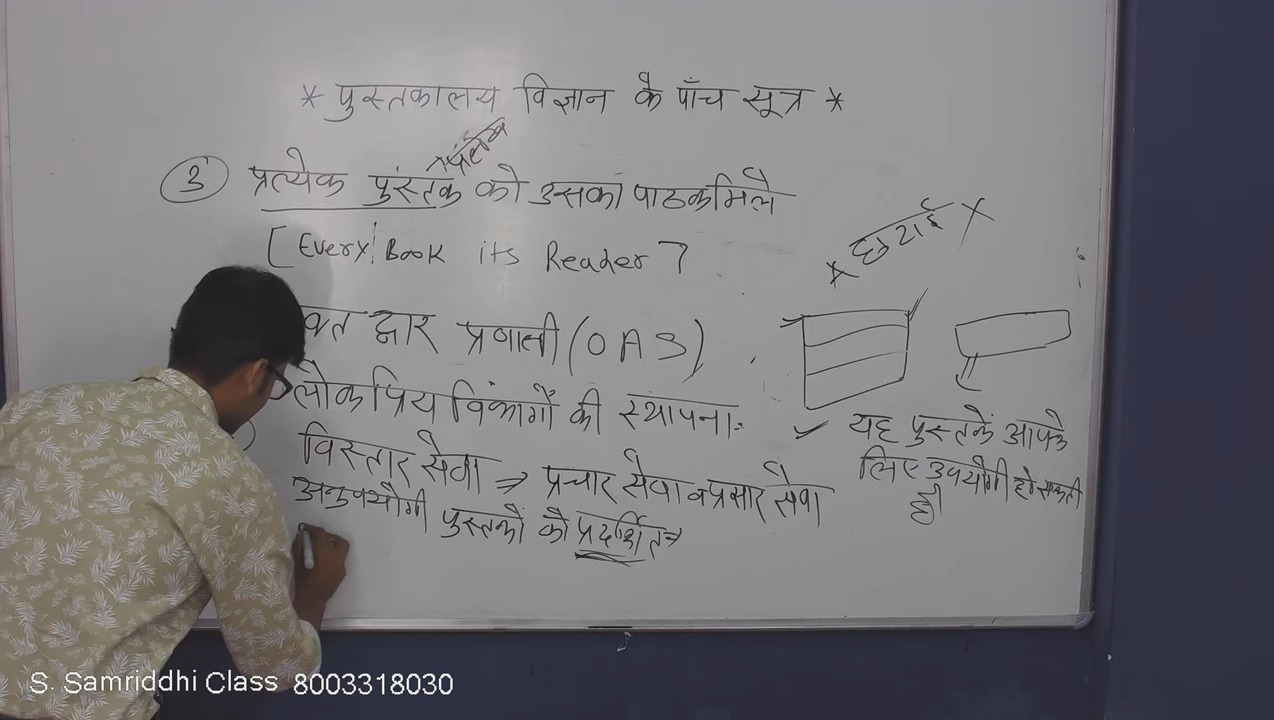 * पुस्तकालय विज्ञान के पाँच सूत्र *
प्रलेख
3 प्रत्येक पुस्तक को उसका पाठक मिले
[Every Book its Reader]
* छटाई X
क्त द्वार प्रणाली (OAS)
लोकप्रिय विभागों की स्थापना:
विस्तार सेवा ⇒ प्रचार सेवा व प्रसार सेवा
अनुपयोगी पुस्तकों को प्रदर्शित ⇒
✓ यह पुस्तकें आपके
लिए उपयोगी हो सकती
है।
S. Samriddhi Class 8003318030